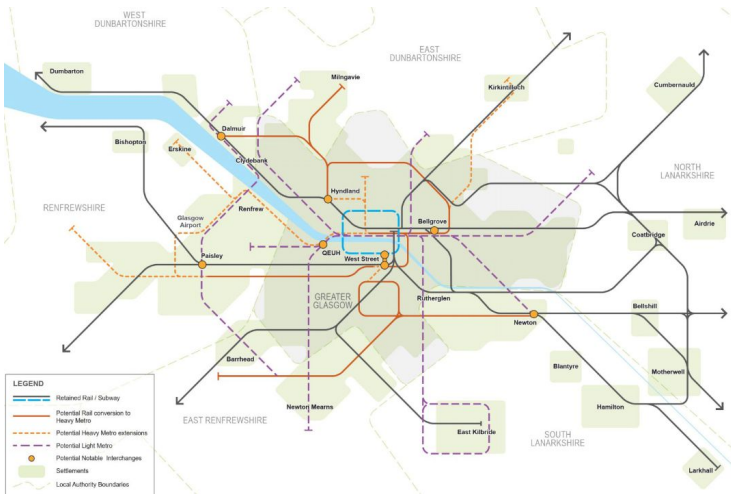 WEST
DUNBARTONSHIRE
EAST
DUNBARTONSHIRE
Dumbarton
Milngavie
Kirkintilloch
Cumbernauld
Dalmuir
Bishopton
Erskine
Clydebank
NORTH
LANARKSHIRE
Hyndland
RENFREWSHIRE
Renfrew
Glasgow
Airport
Bellgrove
Airdrie
Coatbridge
QEUH
Paisley
West Street
GREATER
GLASGOW
Rutherglen
Bellshill
Newton
Barrhead
Blantyre
Motherwell
Newton Mearns
Hamilton
EAST RENFREWSHIRE
East Kilbride
SOUTH
LANARKSHIRE
Larkhall
LEGEND
Retained Rail / Subway
Potential Rail conversion to
Heavy Metro
Potential Heavy Metro extensions
Potential Light Metro
Potential Notable Interchanges
Settlements
Local Authority Boundaries